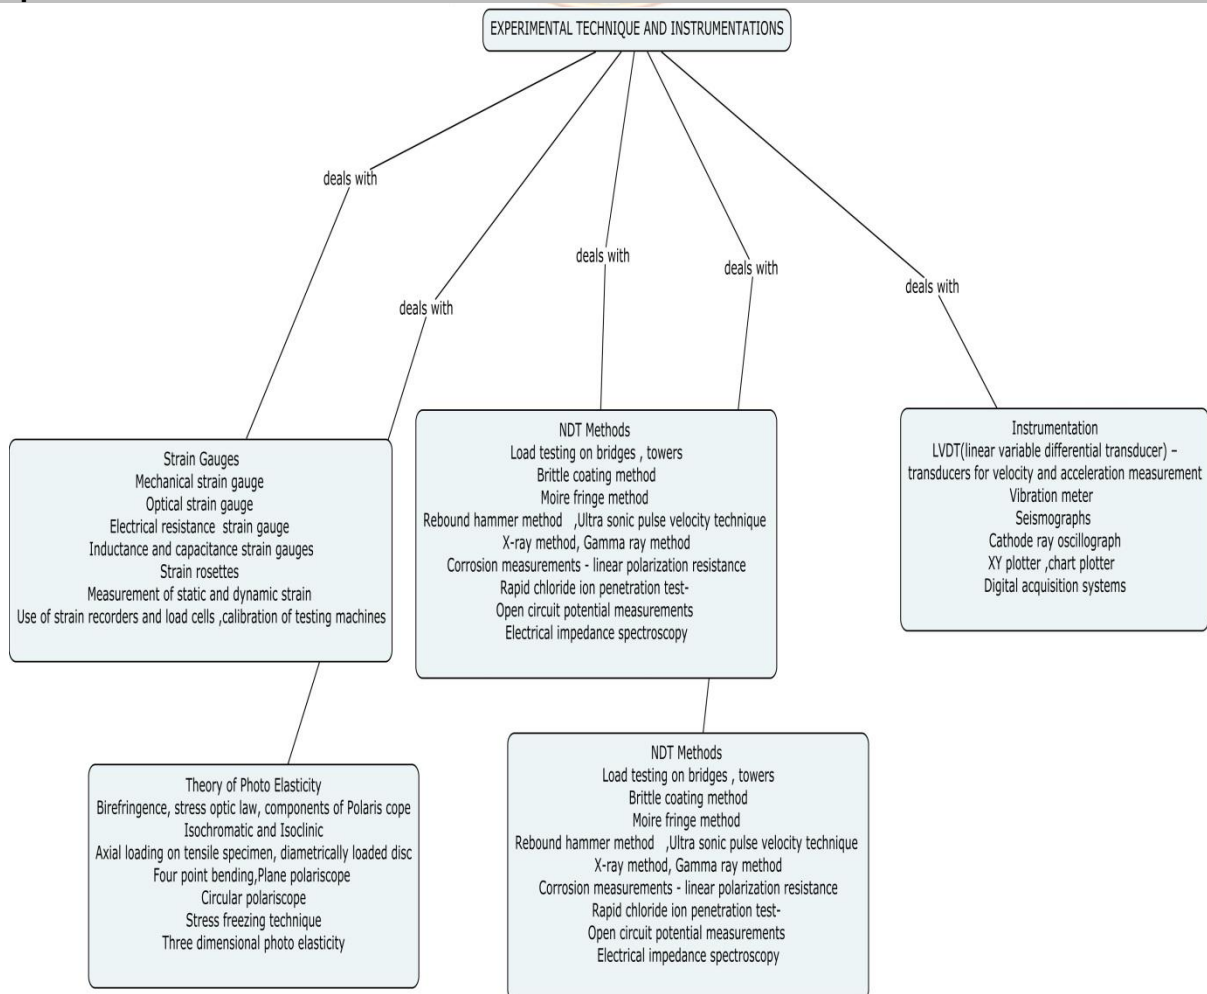 EXPERIMENTAL TECHNIQUE AND INSTRUMENTATIONS
deals with
deals with
deals with
deals with
deals with
Strain Gauges
Mechanical strain gauge
Optical strain gauge
Electrical resistance strain gauge
Inductance and capacitance strain gauges
Strain rosettes
Measurement of static and dynamic strain
Use of strain recorders and load cells ,calibration of testing machines
NDT Methods
Load testing on bridges , towers
Brittle coating method
Moire fringe method
Rebound hammer method ,Ultra sonic pulse velocity technique
X-ray method, Gamma ray method
Corrosion measurements - linear polarization resistance
Rapid chloride ion penetration test-
Open circuit potential measurements
Electrical impedance spectroscopy
Instrumentation
LVDT(linear variable differential transducer) –
transducers for velocity and acceleration measurement
Vibration meter
Seismographs
Cathode ray oscillograph
XY plotter ,chart plotter
Digital acquisition systems
Theory of Photo Elasticity
Birefringence, stress optic law, components of Polaris cope
Isochromatic and Isoclinic
Axial loading on tensile specimen, diametrically loaded disc
Four point bending,Plane polariscope
Circular polariscope
Stress freezing technique
Three dimensional photo elasticity
NDT Methods
Load testing on bridges , towers
Brittle coating method
Moire fringe method
Rebound hammer method ,Ultra sonic pulse velocity technique
X-ray method, Gamma ray method
Corrosion measurements - linear polarization resistance
Rapid chloride ion penetration test-
Open circuit potential measurements
Electrical impedance spectroscopy